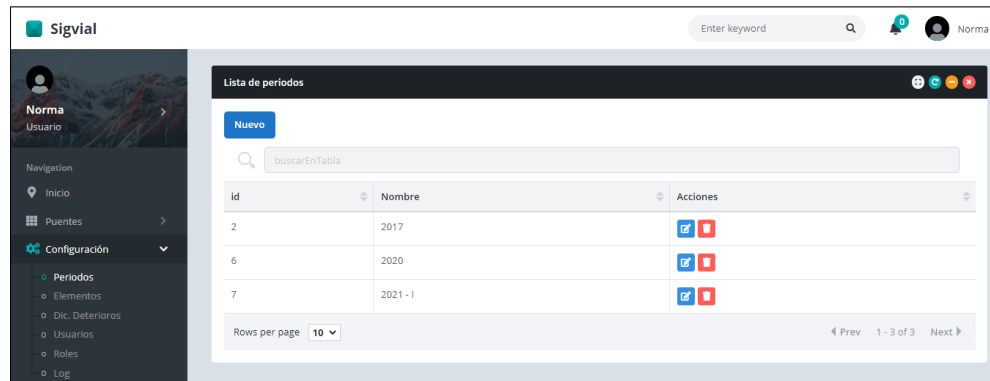 Sigvial
Enter keyword
0
Norma
Norma
Usuario
Navigation
Inicio
Puentes
Configuración
Periodos
Elementos
Dic. Deterioros
Usuarios
Roles
Log
Lista de periodos
Nuevo
buscarEnTabla
id Nombre Acciones
2 2017
6 2020
7 2021 - I
Rows per page 10 Prev 1 - 3 of 3 Next